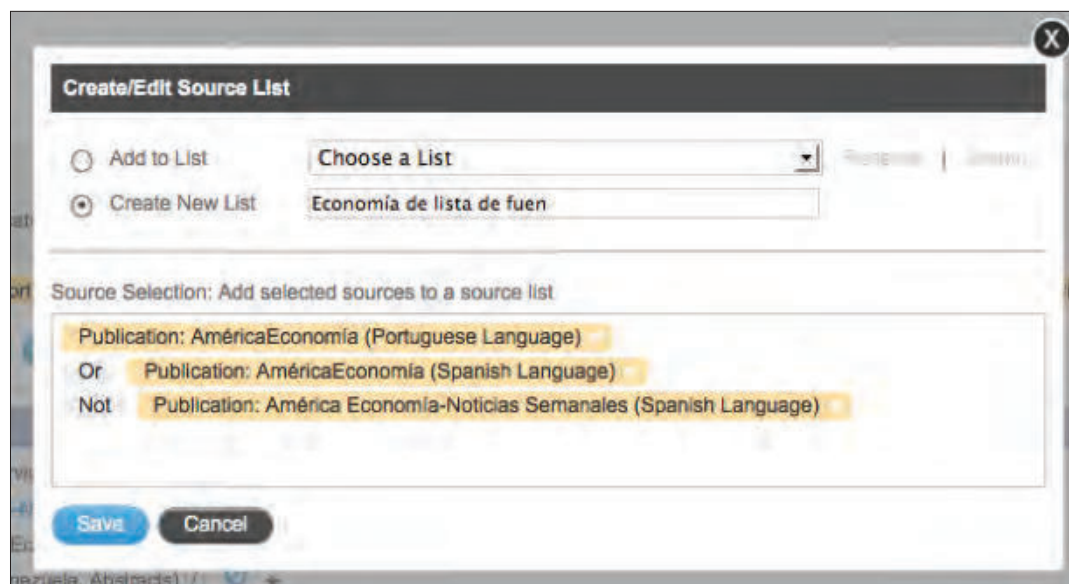 X
Create/Edit Source List
Add to List Choose a List |
Create New List Economía de lista de fuen
Source Selection: Add selected sources to a source list
Publication: AméricaEconomía (Portuguese Language)
Or Publication: AméricaEconomía (Spanish Language)
Not Publication: América Economía-Noticias Semanales (Spanish Language)
Save Cancel